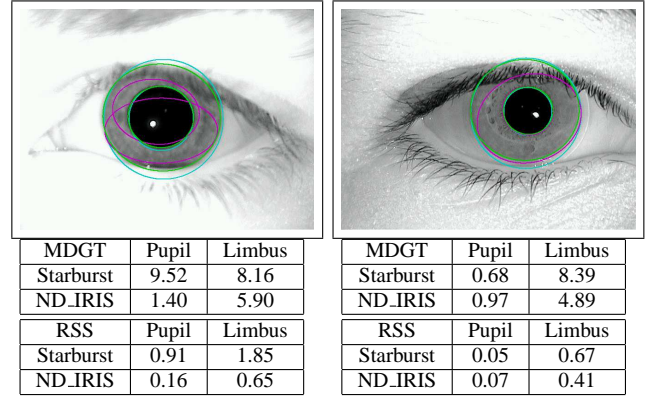 MDGT Pupil Limbus
Starburst 9.52 8.16
ND_IRIS 1.40 5.90
RSS Pupil Limbus
Starburst 0.91 1.85
ND_IRIS 0.16 0.65
MDGT Pupil Limbus
Starburst 0.68 8.39
ND_IRIS 0.97 4.89
RSS Pupil Limbus
Starburst 0.05 0.67
ND_IRIS 0.07 0.41